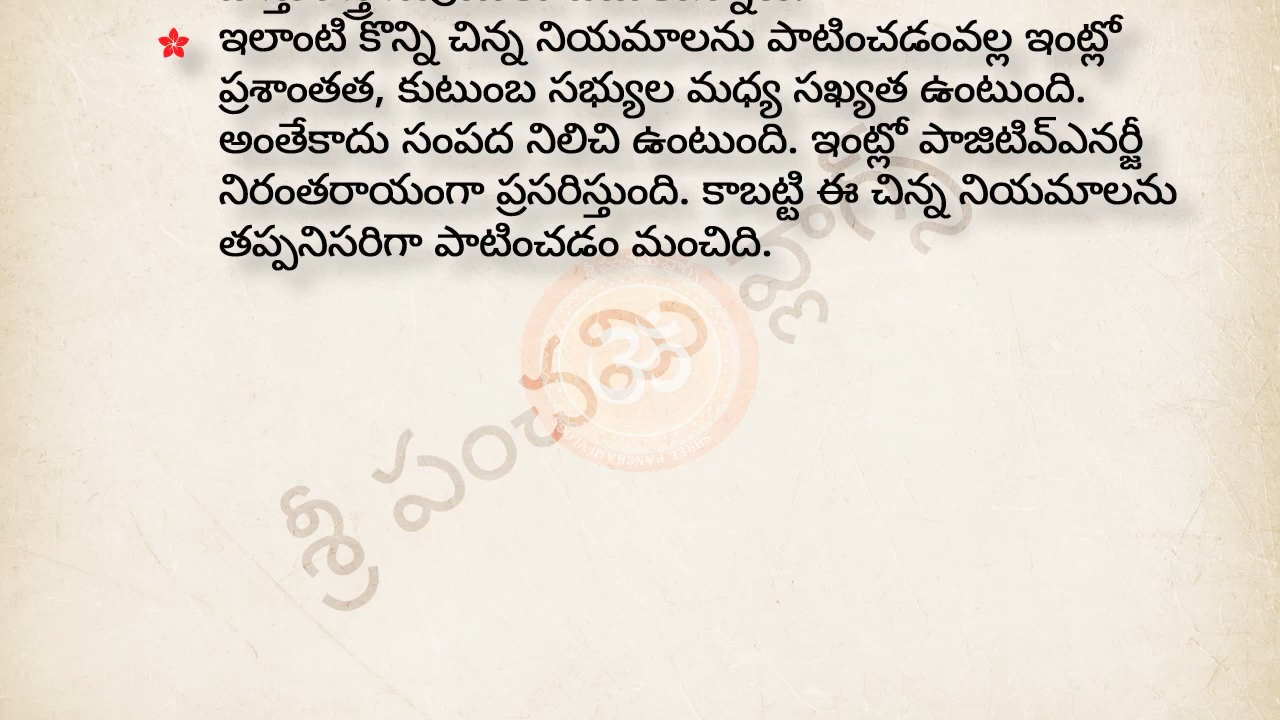 ఇలాంటి కొన్ని చిన్న నియమాలను పాటించడంవల్ల ఇంట్లో
ప్రశాంతత, కుటుంబ సభ్యుల మధ్య సఖ్యత ఉంటుంది.
అంతేకాదు సంపద నిలిచి ఉంటుంది. ఇంట్లో పాజిటివ్ఎనర్జీ
నిరంతరాయంగా ప్రసరిస్తుంది. కాబట్టి ఈ చిన్న నియమాలను
తప్పనిసరిగా పాటించడం మంచిది.
శ్రీ పంచమి వ్లాగ్స్